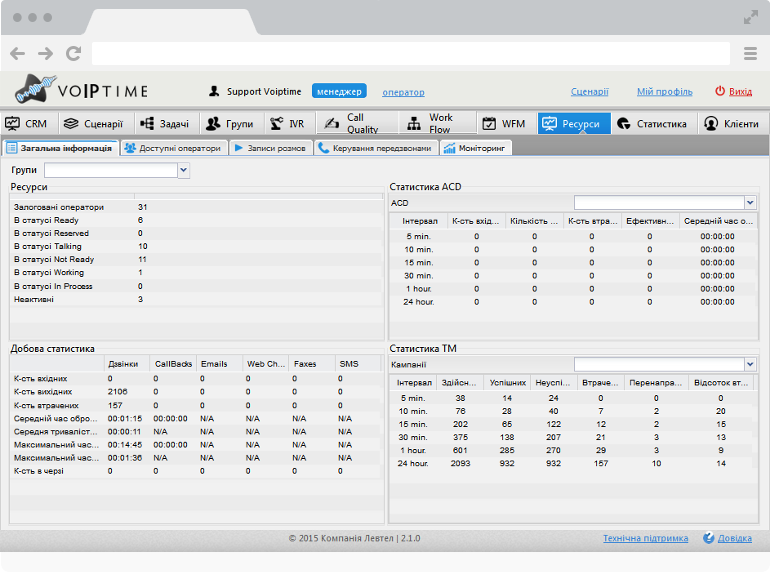 VOIPTIME
Support Voiptime менеджер оператор Сценарії Мій профіль Вихід
CRM Сценарії Задачі Групи IVR Call Quality Work Flow WFM Ресурси Статистика Клієнти
Загальна інформація Доступні оператори Записи розмов Керування передзвонами Моніторинг
Групи
Ресурси
Залоговані оператори 31
В статусі Ready 6
В статусі Reserved 0
В статусі Talking 10
В статусі Not Ready 11
В статусі Working 1
В статусі In Process 0
Неактивні 3
Статистика ACD
ACD
Інтервал К-сть вхід... Кількість ... К-сть втра... Ефективн... Середній час о...
5 min. 0 0 0 0 00:00:00
10 min. 0 0 0 0 00:00:00
15 min. 0 0 0 0 00:00:00
30 min. 0 0 0 0 00:00:00
1 hour. 0 0 0 0 00:00:00
24 hour. 0 0 0 0 00:00:00
Добова статистика
Дзвінки CallBacks Emails Web Ch... Faxes SMS
К-сть вхідних 0 0 0 0 0 0
К-сть вихідних 2106 0 0 0 0 0
К-сть втрачених 157 0 0 0 0 0
Середній час обро... 00:01:15 00:00:00 N/A N/A N/A N/A
Середня триваліст... 00:00:11 N/A N/A N/A N/A N/A
Максимальний час... 00:14:45 00:00:00 N/A N/A N/A N/A
Максимальний час... 00:01:36 N/A N/A N/A N/A N/A
К-сть в черзі 0 0 0 0 0 0
Статистика TM
Кампанії
Інтервал Здійсн... Успішних Неуспі... Втраче... Перенапра... Відсоток вт...
5 min. 38 14 24 0 0 0
10 min. 76 28 40 7 2 20
15 min. 202 65 122 12 2 15
30 min. 375 138 207 21 3 13
1 hour. 601 285 270 29 3 9
24 hour. 2093 932 932 157 10 14
© 2015 Компанія Левтел | 2.1.0 Технічна підтримка Довідка